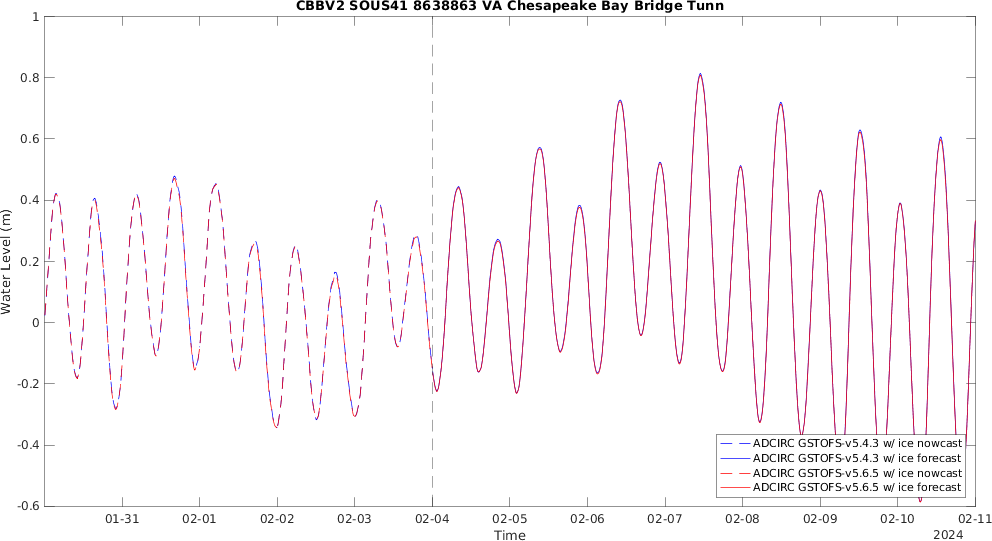 CBBV2 SOUS41 8638863 VA Chesapeake Bay Bridge Tunn
1
0.8
0.6
0.4
0.2
0
-0.2
-0.4
-0.6
Water Level (m)
ADCIRC GSTOFS-v5.4.3 w/ ice nowcast
ADCIRC GSTOFS-v5.4.3 w/ ice forecast
ADCIRC GSTOFS-v5.6.5 w/ ice nowcast
ADCIRC GSTOFS-v5.6.5 w/ ice forecast
01-31 02-01 02-02 02-03 02-04 02-05 02-06 02-07 02-08 02-09 02-10 02-11
Time
2024